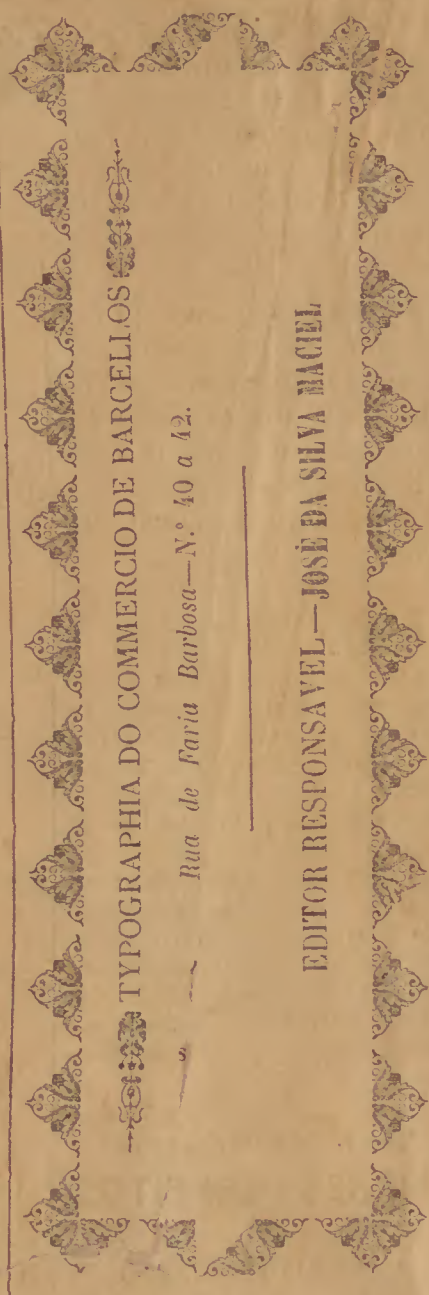 TYPOGRAPHIA DO COMMERCIO DE BARCELLOS
Rua de Faria Barbosa—N.º 40 a 42.
EDITOR RESPONSAVEL—JOSÉ DA SILVA MACIEL